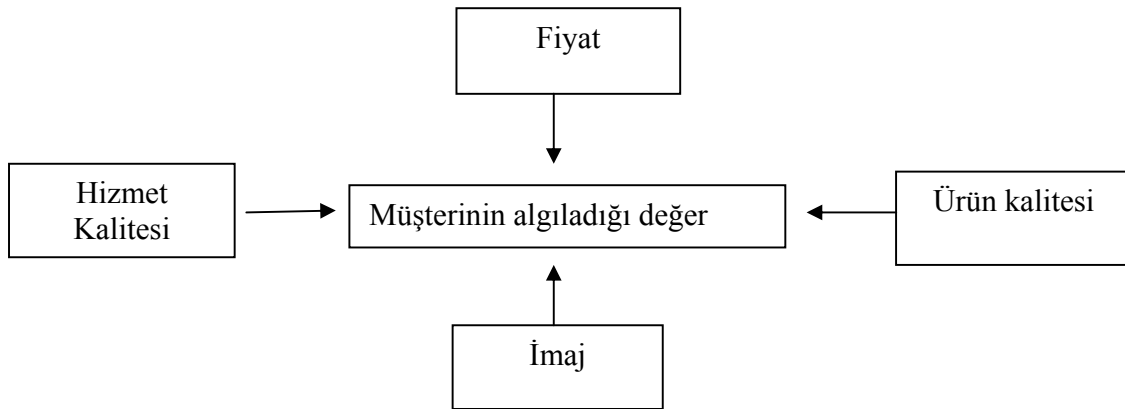 Fiyat
Hizmet
Kalitesi
Müşterinin algıladığı değer
Ürün kalitesi
İmaj